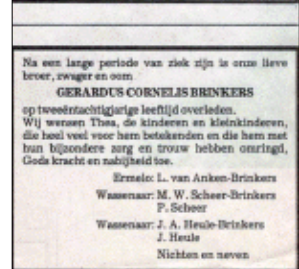 Na een lange periode van ziek zijn is onze lieve
broer, zwager en oom
GERARDUS CORNELIS BRINKERS
op tweeëntachtigjarige leeftijd overleden.
Wij wensen Thea, de kinderen en kleinkinderen,
die heel veel voor hem betekenden en die hem met
hun bijzondere zorg en trouw hebben omringd,
Gods kracht en nabijheid toe.
Ermelo: L. van Anken-Brinkers
Wassenaar: M. W. Scheer-Brinkers
P. Scheer
Wassenaar: J. A. Heule-Brinkers
J. Heule
Nichten en neven